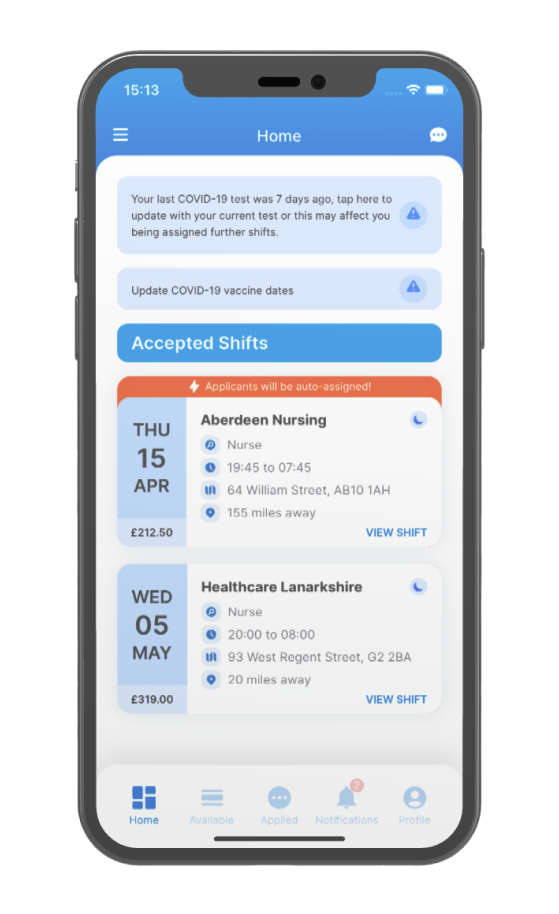 15:13
Home
Your last COVID-19 test was 7 days ago, tap here to
update with your current test or this may affect you
being assigned further shifts.
Update COVID-19 vaccine dates
Accepted Shifts
Applicants will be auto-assigned!
THU
15
APR
£212.50
Aberdeen Nursing
Nurse
19:45 to 07:45
64 William Street, AB10 1AH
155 miles away
VIEW SHIFT
WED
05
MAY
£319.00
Healthcare Lanarkshire
Nurse
20:00 to 08:00
93 West Regent Street, G2 2BA
20 miles away
VIEW SHIFT
Home
Available
Applied
Notifications
Profile